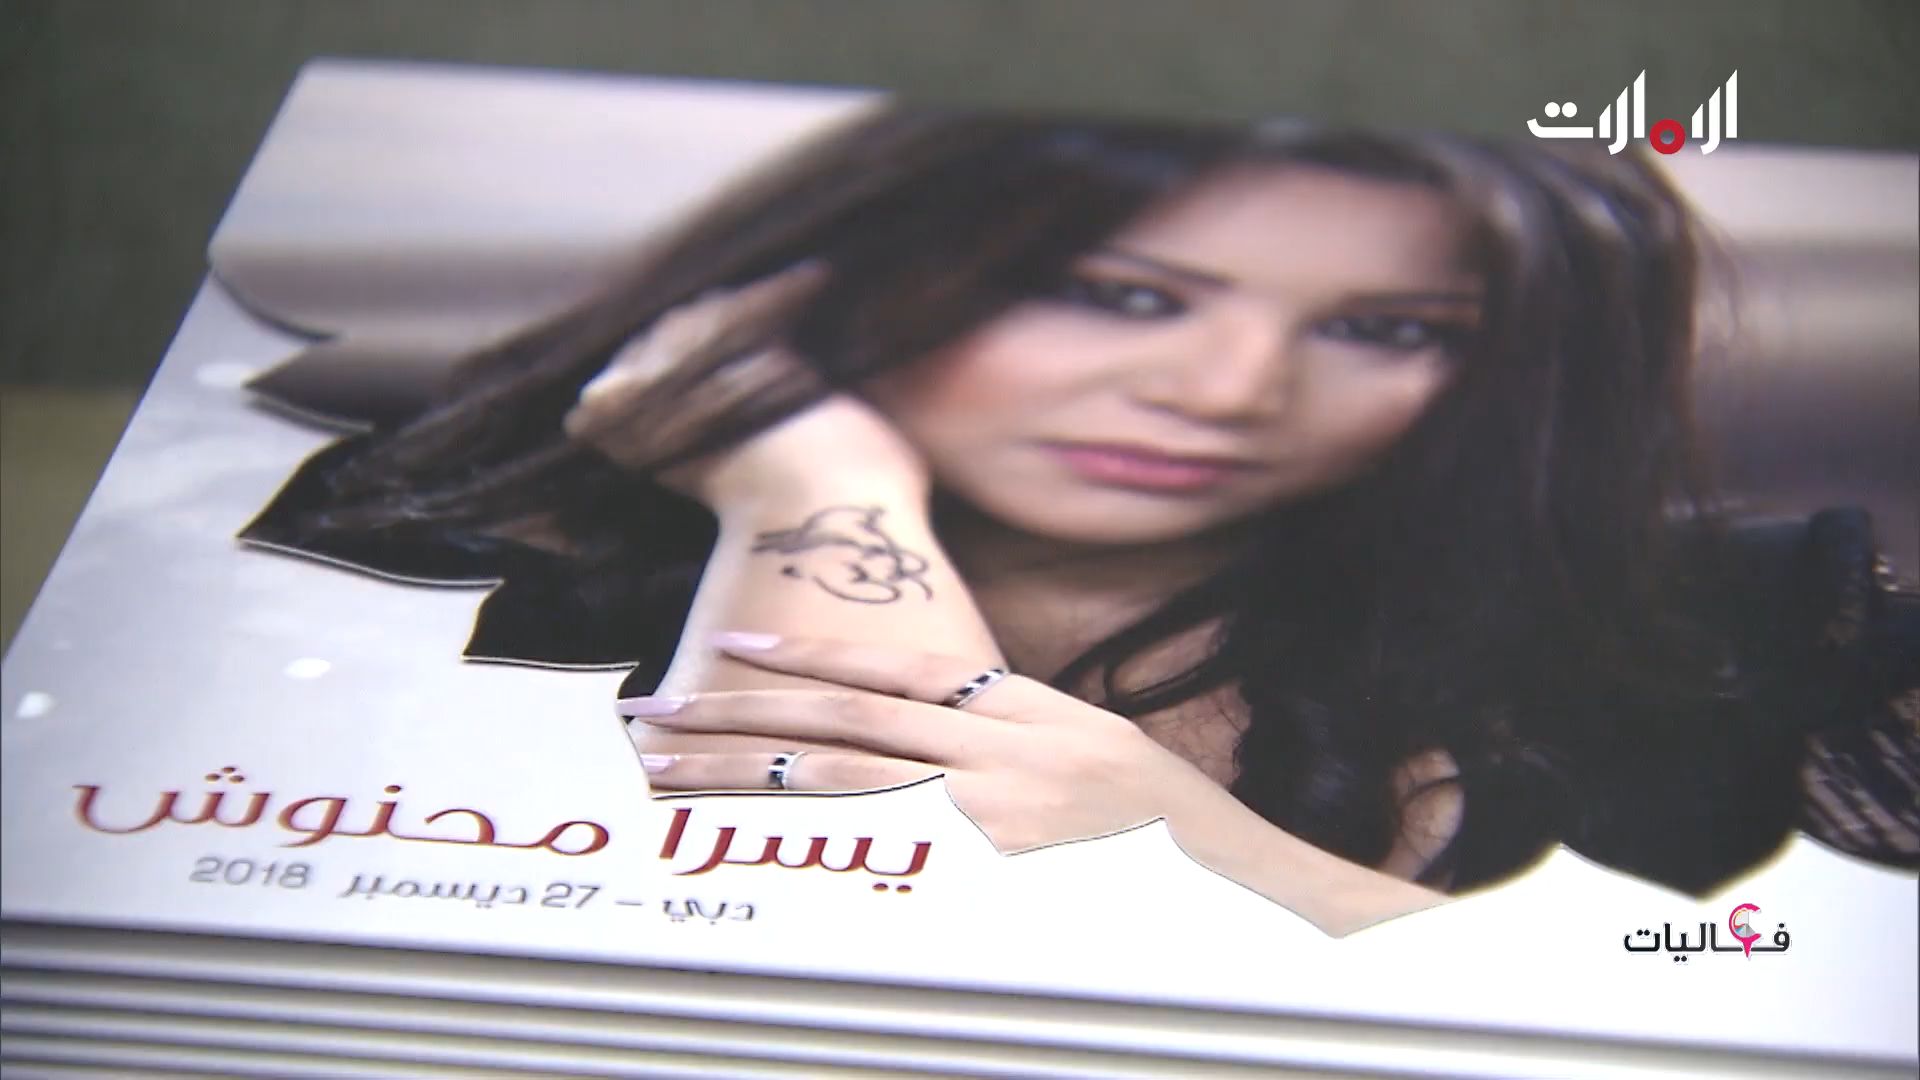 الامارات
يسرا محنوش
دبي - 27 ديسمبر 2018
فعاليات